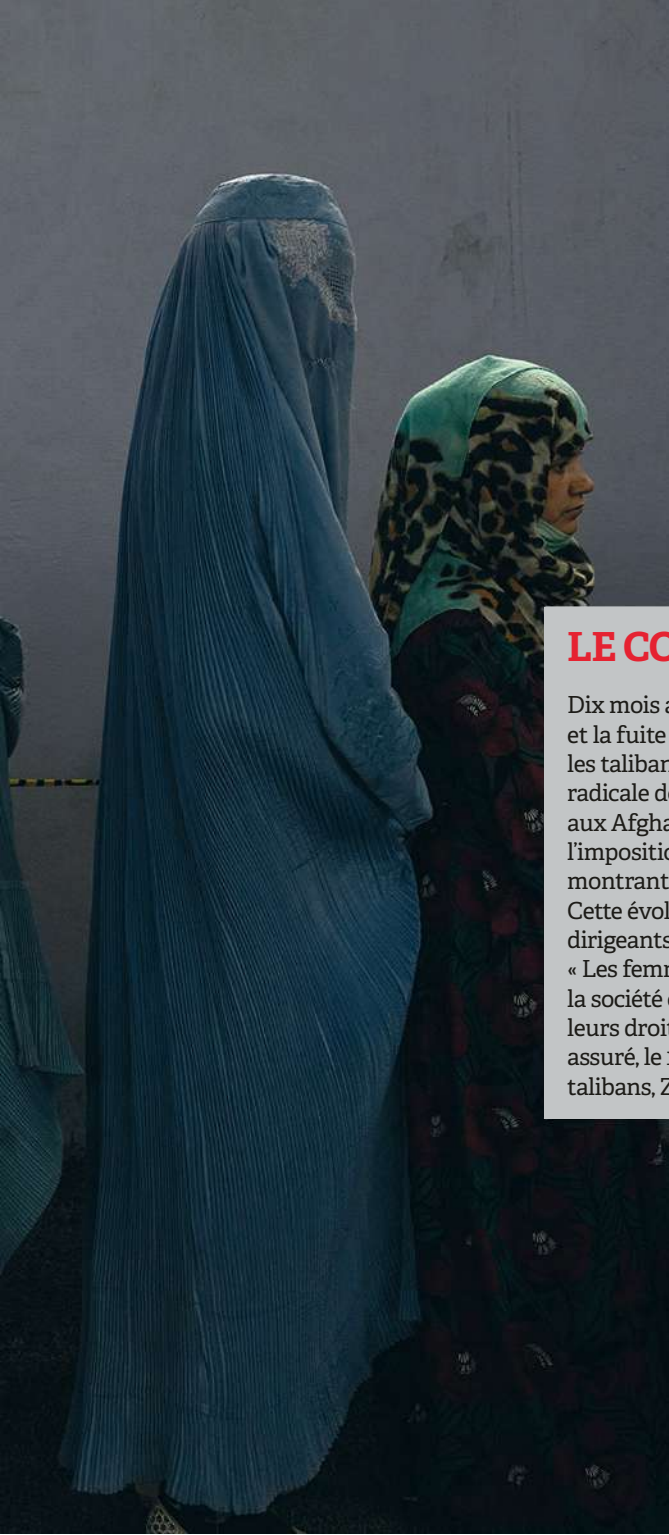 LE CO
Dix mois a
et la fuite
les taliban
radicale de
aux Afgha
l'impositio
montrant
Cette évol
dirigeants
« Les femm
la société
leurs droit
assuré, le
talibans, Z